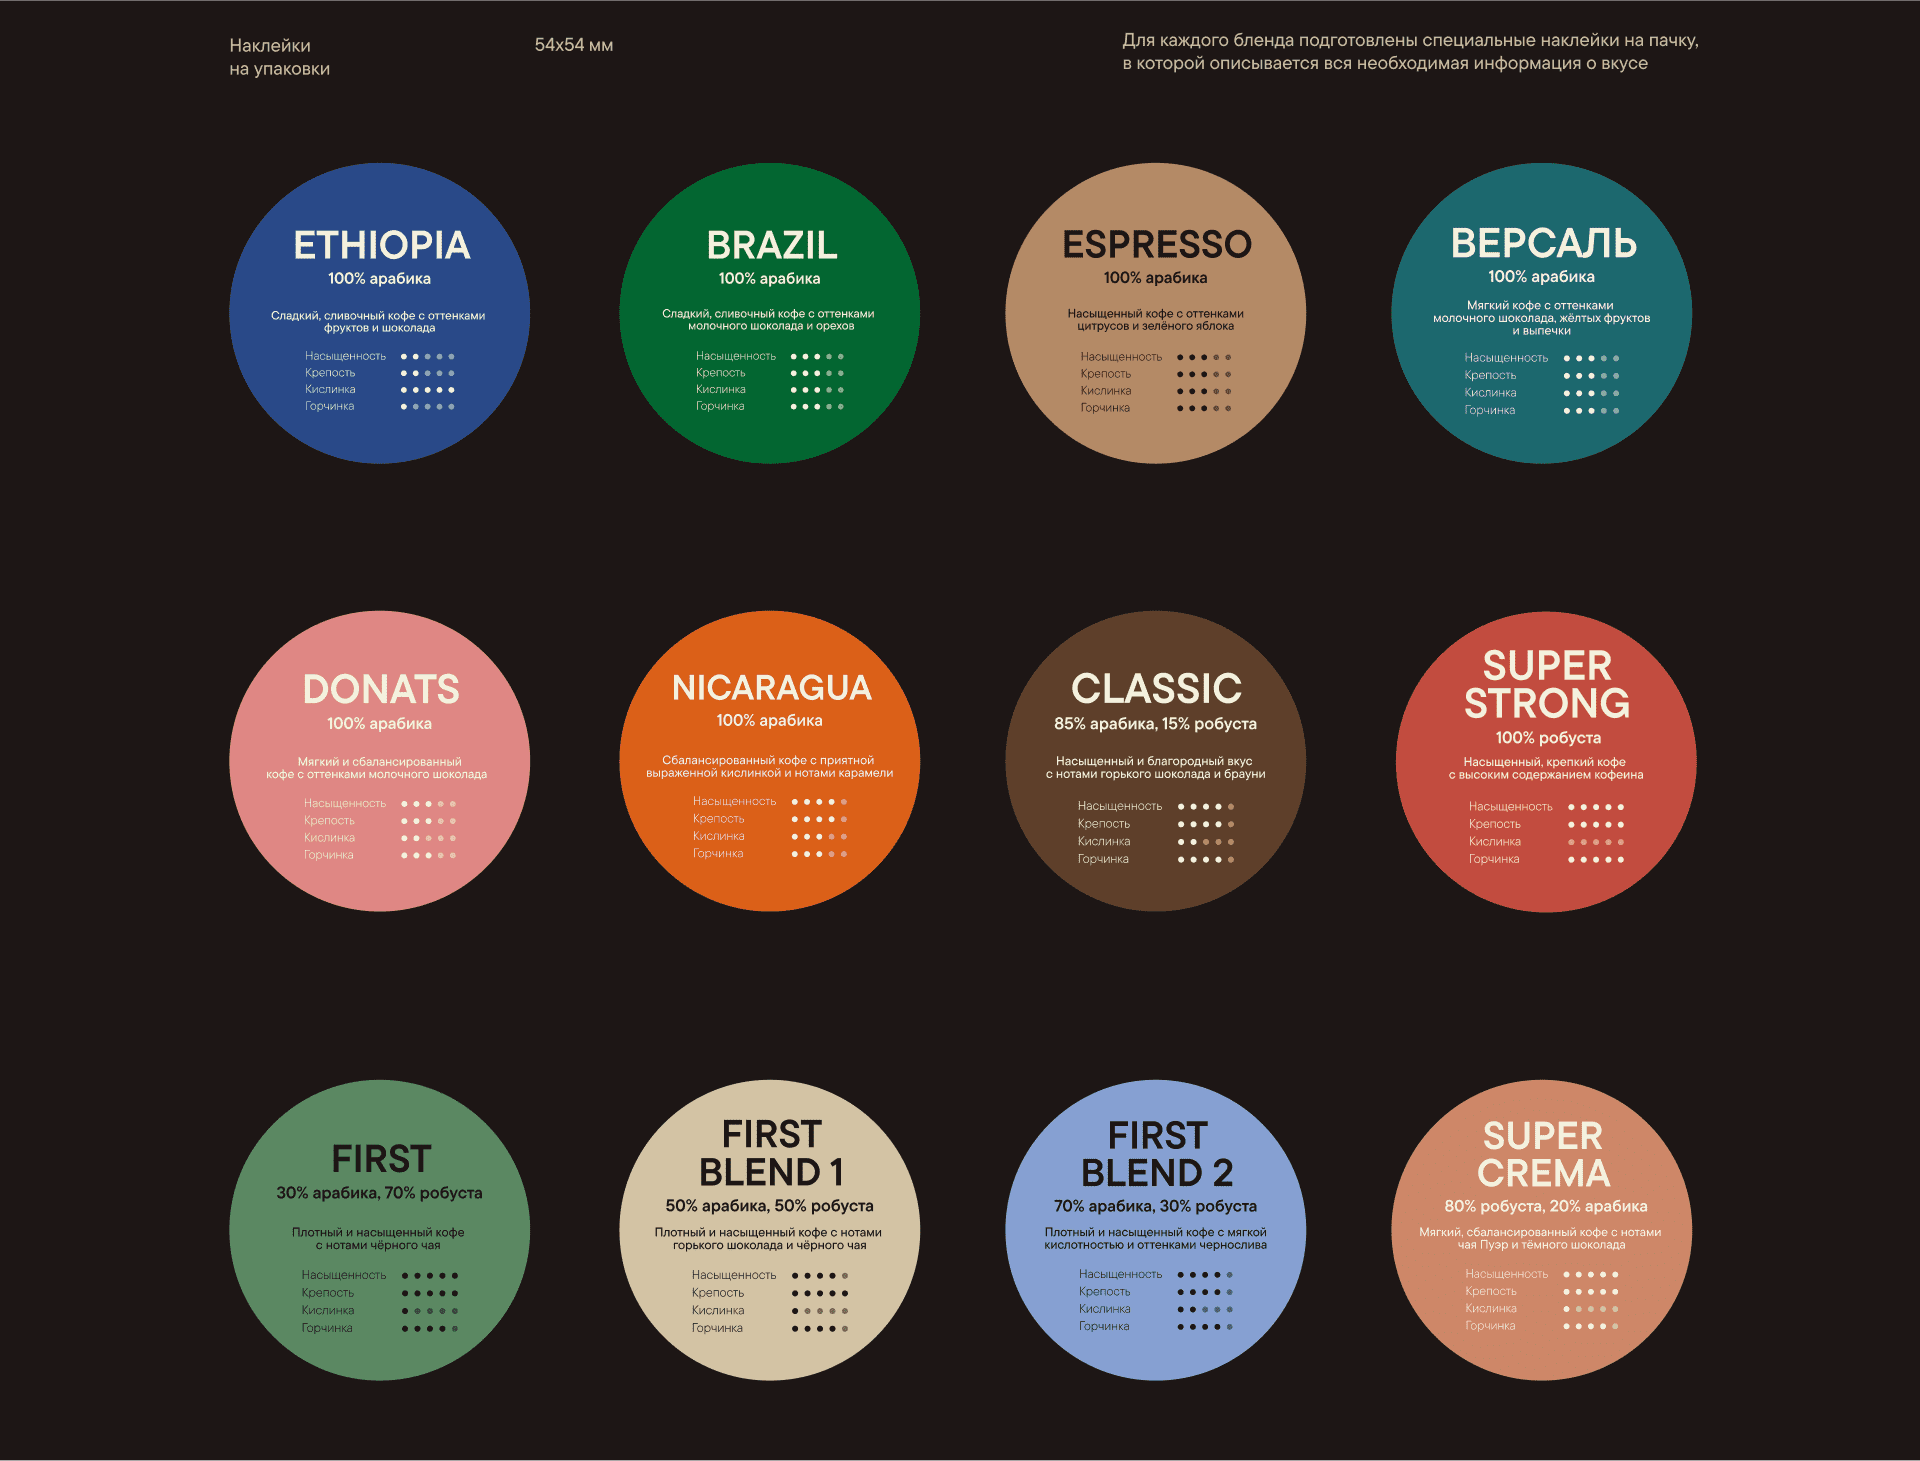 Наклейки
на упаковки
54x54 мм
Для каждого бленда подготовлены специальные наклейки на пачку,
в которой описывается вся необходимая информация о вкусе
ETHIOPIA
100% арабика
Сладкий, сливочный кофе с оттенками
фруктов и шоколада
Насыщенность
Крепость
Кислинка
Горчинка
BRAZIL
100% арабика
Сладкий, сливочный кофе с оттенками
молочного шоколада и орехов
Насыщенность
Крепость
Кислинка
Горчинка
ESPRESSO
100% арабика
Насыщенный кофе с оттенками
цитрусов и зелёного яблока
Насыщенность
Крепость
Кислинка
Горчинка
ВЕРСАЛЬ
100% арабика
Мягкий кофе с оттенками
молочного шоколада, жёлтых фруктов
и выпечки
Насыщенность
Крепость
Кислинка
Горчинка
DONATS
100% арабика
Мягкий и сбалансированный
кофе с оттенками молочного шоколада
Насыщенность
Крепость
Кислинка
Горчинка
NICARAGUA
100% арабика
Сбалансированный кофе с приятной
выраженной кислинкой и нотами карамели
Насыщенность
Крепость
Кислинка
Горчинка
CLASSIC
85% арабика, 15% робуста
Насыщенный и благородный вкус
с нотами горького шоколада и брауни
Насыщенность
Крепость
Кислинка
Горчинка
SUPER
STRONG
100% робуста
Насыщенный, крепкий кофе
с высоким содержанием кофеина
Насыщенность
Крепость
Кислинка
Горчинка
FIRST
30% арабика, 70% робуста
Плотный и насыщенный кофе
с нотами чёрного чая
Насыщенность
Крепость
Кислинка
Горчинка
FIRST
BLEND 1
50% арабика, 50% робуста
Плотный и насыщенный кофе с нотами
горького шоколада и чёрного чая
Насыщенность
Крепость
Кислинка
Горчинка
FIRST
BLEND 2
70% арабика, 30% робуста
Плотный и насыщенный кофе с мягкой
кислотностью и оттенками чернослива
Насыщенность
Крепость
Кислинка
Горчинка
SUPER
CREMA
80% робуста, 20% арабика
Мягкий, сбалансированный кофе с нотами
чая Пуэр и тёмного шоколада
Насыщенность
Крепость
Кислинка
Горчинка